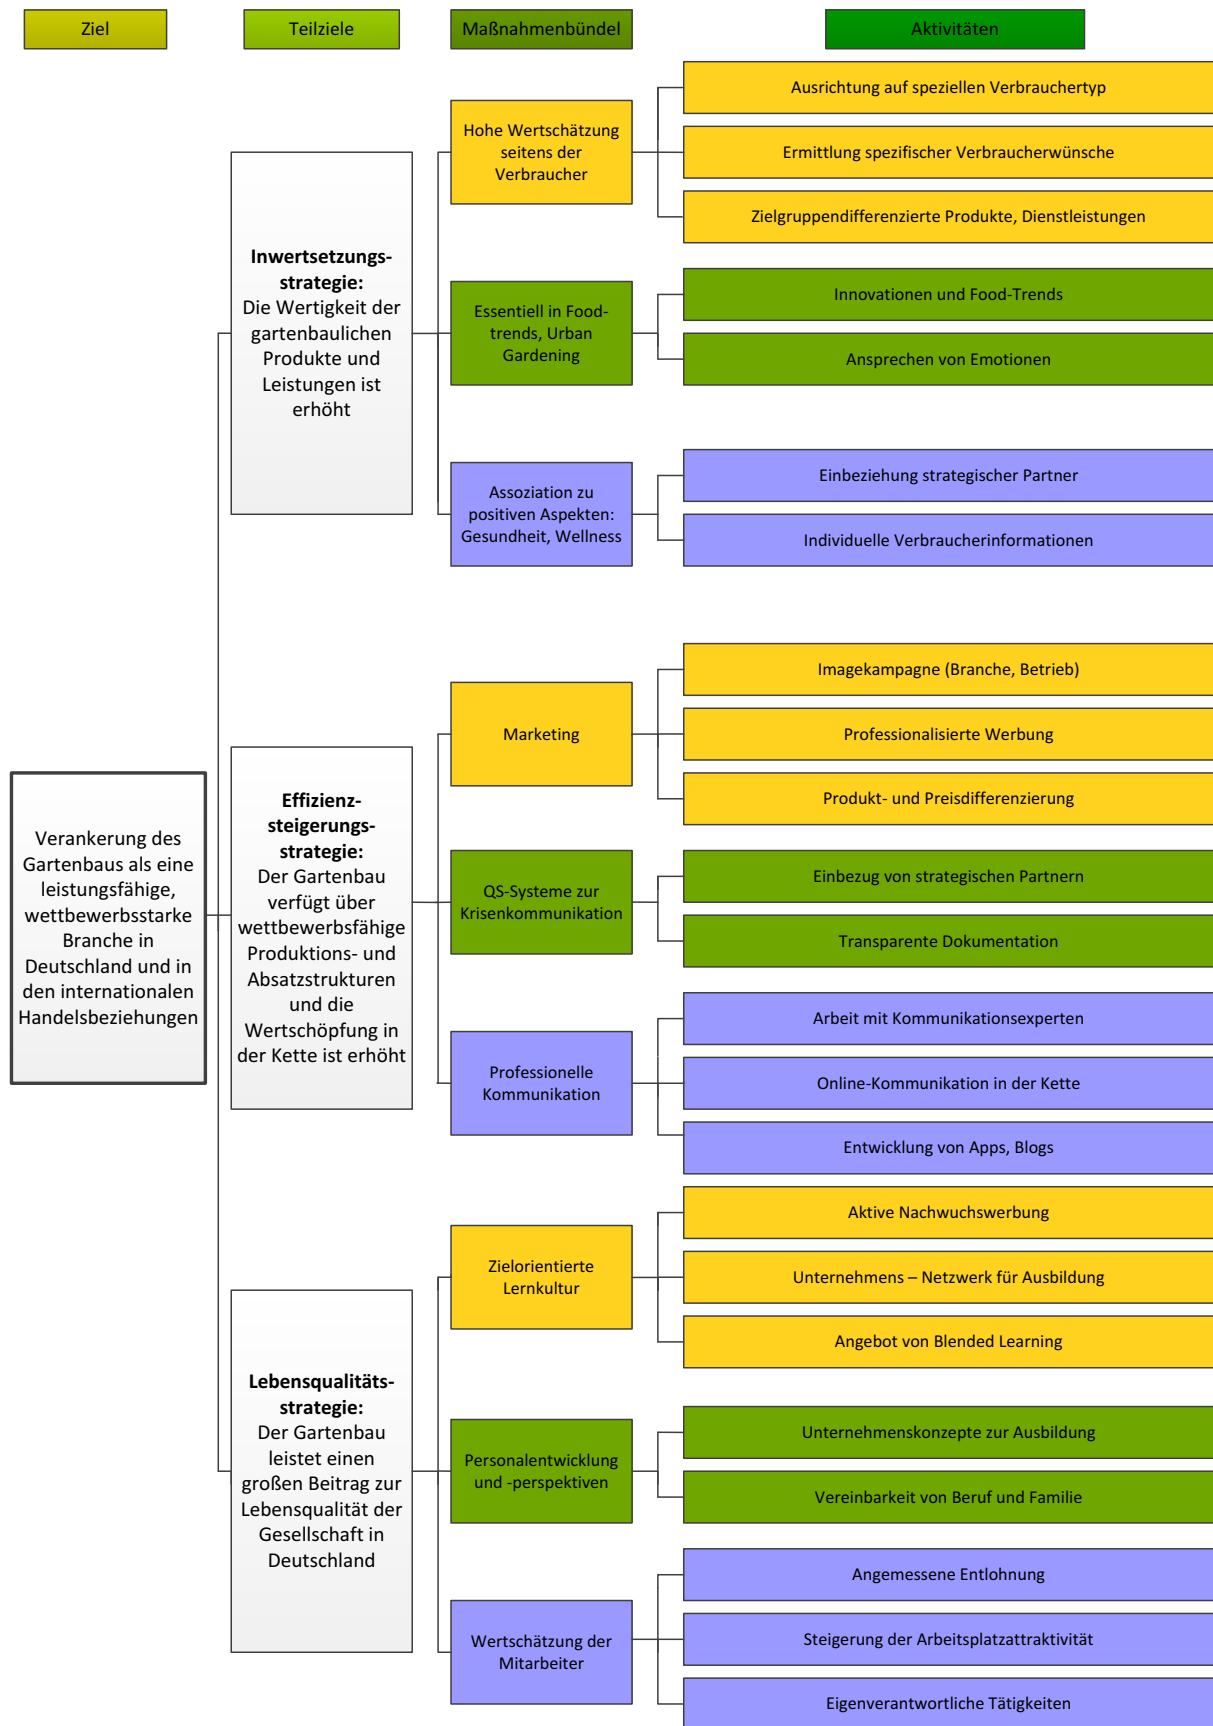 Ziel
Teilziele
Maßnahmenbündel
Aktivitäten
Verankerung des
Gartenbaus als eine
leistungsfähige,
wettbewerbsstarke
Branche in
Deutschland und in
den internationalen
Handelsbeziehungen
Inwertsetzungs-
strategie:
Die Wertigkeit der
gartenbaulichen
Produkte und
Leistungen ist
erhöht
Hohe Wertschätzung
seitens der
Verbraucher
Ausrichtung auf speziellen Verbrauchertyp
Ermittlung spezifischer Verbraucherwünsche
Zielgruppendifferenzierte Produkte, Dienstleistungen
Essentiell in Food-
trends, Urban
Gardening
Innovationen und Food-Trends
Ansprechen von Emotionen
Assoziation zu
positiven Aspekten:
Gesundheit, Wellness
Einbeziehung strategischer Partner
Individuelle Verbraucherinformationen
Effizienz-
steigerungs-
strategie:
Der Gartenbau
verfügt über
wettbewerbsfähige
Produktions- und
Absatzstrukturen
und die
Wertschöpfung in
der Kette ist erhöht
Marketing
Imagekampagne (Branche, Betrieb)
Professionalisierte Werbung
Produkt- und Preisdifferenzierung
QS-Systeme zur
Krisenkommunikation
Einbezug von strategischen Partnern
Transparente Dokumentation
Professionelle
Kommunikation
Arbeit mit Kommunikationsexperten
Online-Kommunikation in der Kette
Entwicklung von Apps, Blogs
Lebensqualitäts-
strategie:
Der Gartenbau
leistet einen
großen Beitrag zur
Lebensqualität der
Gesellschaft in
Deutschland
Zielorientierte
Lernkultur
Aktive Nachwuchswerbung
Unternehmens – Netzwerk für Ausbildung
Angebot von Blended Learning
Personalentwicklung
und -perspektiven
Unternehmenskonzepte zur Ausbildung
Vereinbarkeit von Beruf und Familie
Wertschätzung der
Mitarbeiter
Angemessene Entlohnung
Steigerung der Arbeitsplatzattraktivität
Eigenverantwortliche Tätigkeiten